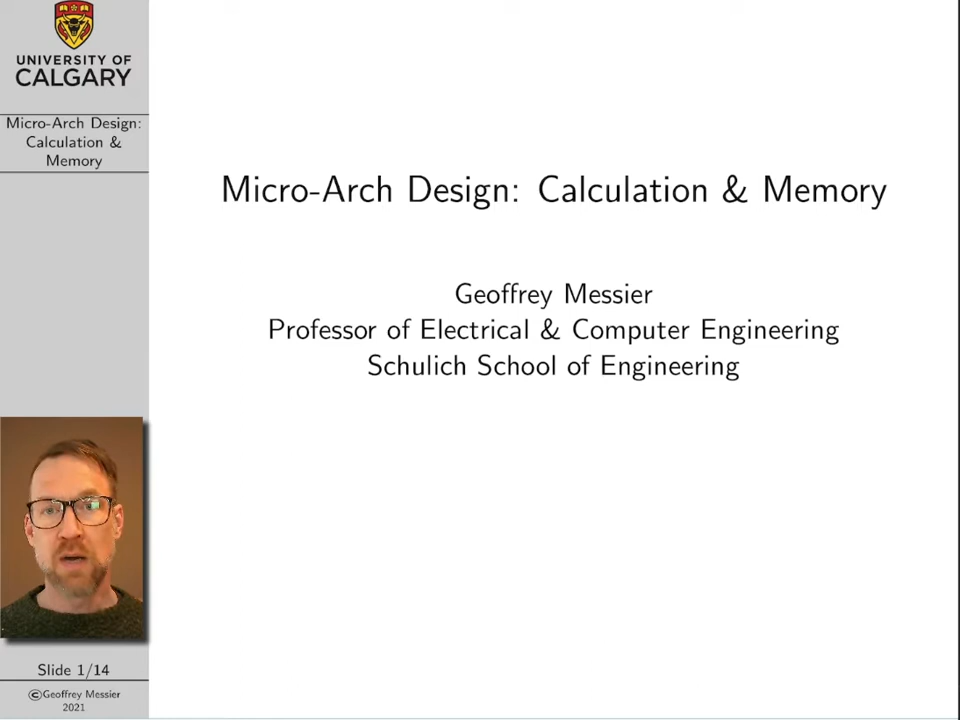 UNIVERSITY OF
CALGARY
Micro-Arch Design:
Calculation &
Memory
Micro-Arch Design: Calculation & Memory
Geoffrey Messier
Professor of Electrical & Computer Engineering
Schulich School of Engineering
Slide 1/14
©Geoffrey Messier
2021